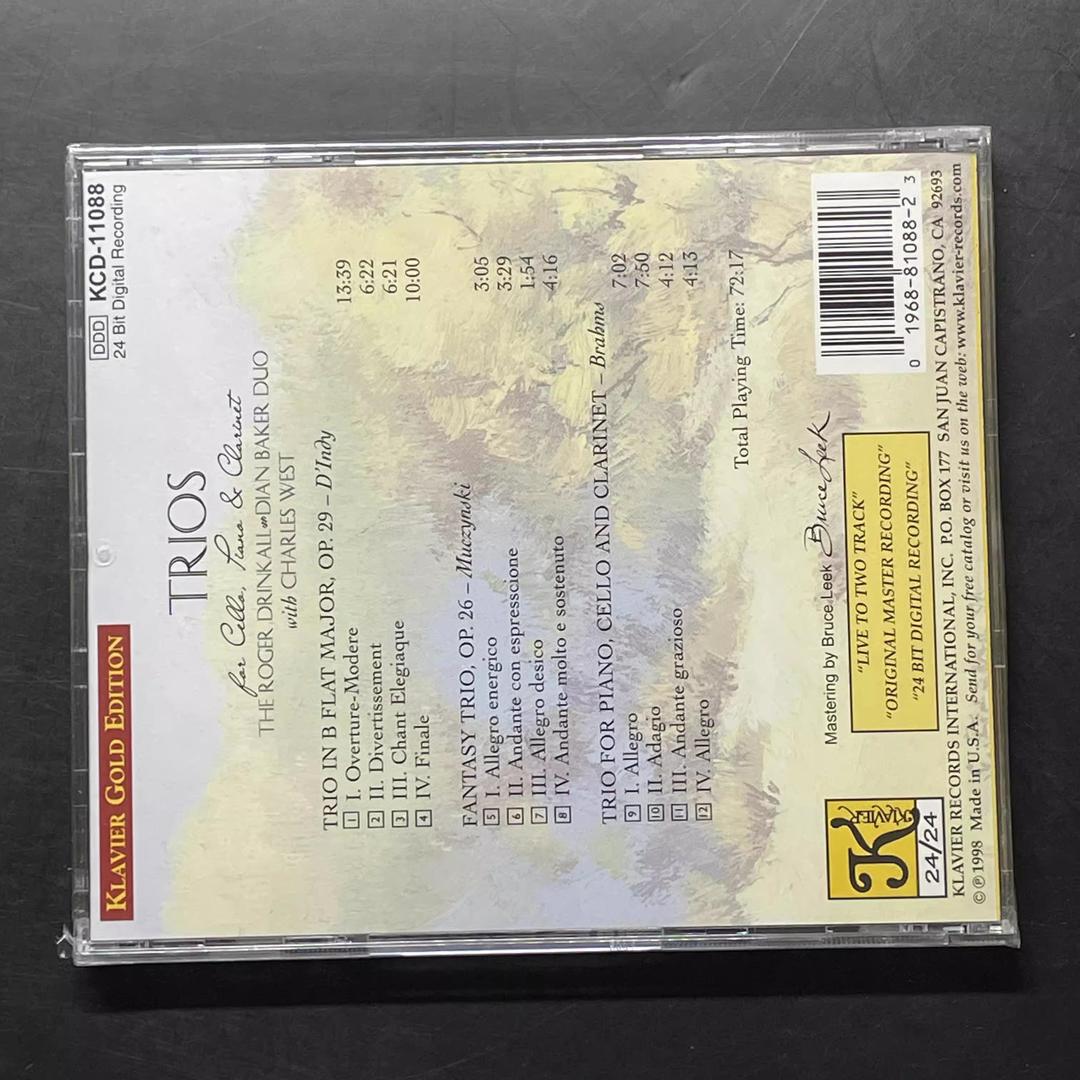 KLAVIER GOLD EDITION
DDD KCD-11088
24 Bit Digital Recording
TRIOS
for Cello, Piano & Clarinet
THE ROGER DRINKALL and DIAN BAKER DUO
with CHARLES WEST
TRIO IN B FLAT MAJOR, OP. 29 – D'Indy
1 I. Overture-Modere 13:39
2 II. Divertissement 6:22
3 III. Chant Elegiaque 6:21
4 IV. Finale 10:00
FANTASY TRIO, OP. 26 – Muczynski
5 I. Allegro energico 3:05
6 II. Andante con espresscione 3:29
7 III. Allegro desico 1:54
8 IV. Andante molto e sostenuto 4:16
TRIO FOR PIANO, CELLO AND CLARINET – Brahms
9 I. Allegro 7:02
10 II. Adagio 7:50
11 III. Andante grazioso 4:12
12 IV. Allegro 4:13
Total Playing Time: 72:17
Mastering by Bruce Leek Bruce Leek
"LIVE TO TWO TRACK"
"ORIGINAL MASTER RECORDING"
"24 BIT DIGITAL RECORDING"
K
KLAVIER
24/24
0 1968-81088-2 3
KLAVIER RECORDS INTERNATIONAL, INC. P.O. BOX 177 SAN JUAN CAPISTRANO, CA 92693
© ℗ 1998 Made in U.S.A. Send for your free catalog or visit us on the web: www.klavier-records.com